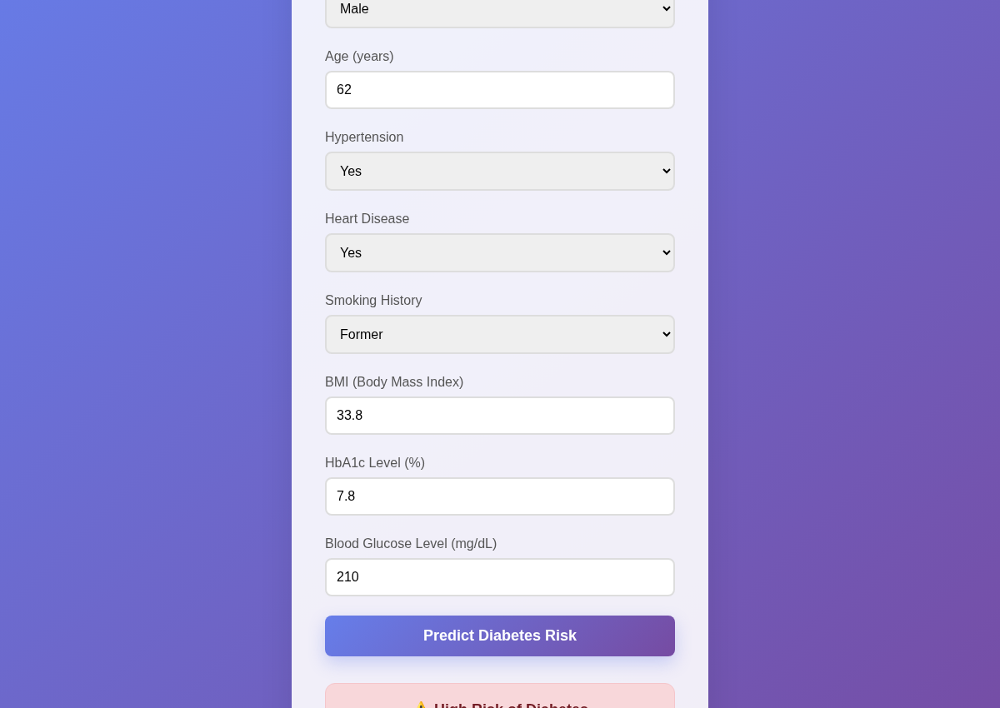 Male
Age (years)
62
Hypertension
Yes
Heart Disease
Yes
Smoking History
Former
BMI (Body Mass Index)
33.8
HbA1c Level (%)
7.8
Blood Glucose Level (mg/dL)
210
Predict Diabetes Risk
⚠️ High Risk of Diabetes